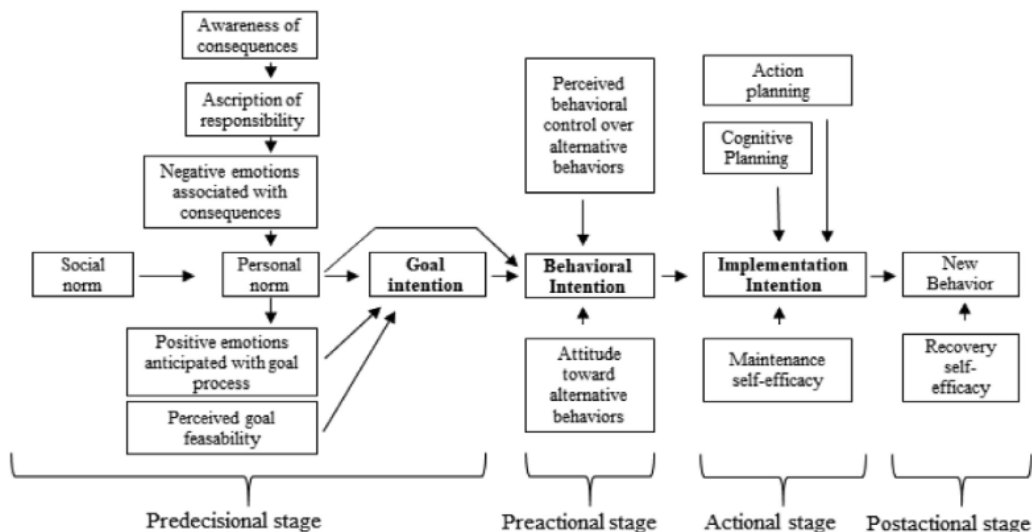 Awareness of
consequences
Ascription of
responsibility
Negative emotions
associated with
consequences
Social
norm
Personal
norm
Positive emotions
anticipated with goal
process
Perceived goal
feasability
Goal
intention
Perceived
behavioral
control over
alternative
behaviors
Behavioral
Intention
Attitude
toward
alternative
behaviors
Action
planning
Cognitive
Planning
Implementation
Intention
Maintenance
self-efficacy
New
Behavior
Recovery
self-
efficacy
Predecisional stage
Preactional stage
Actional stage
Postactional stage